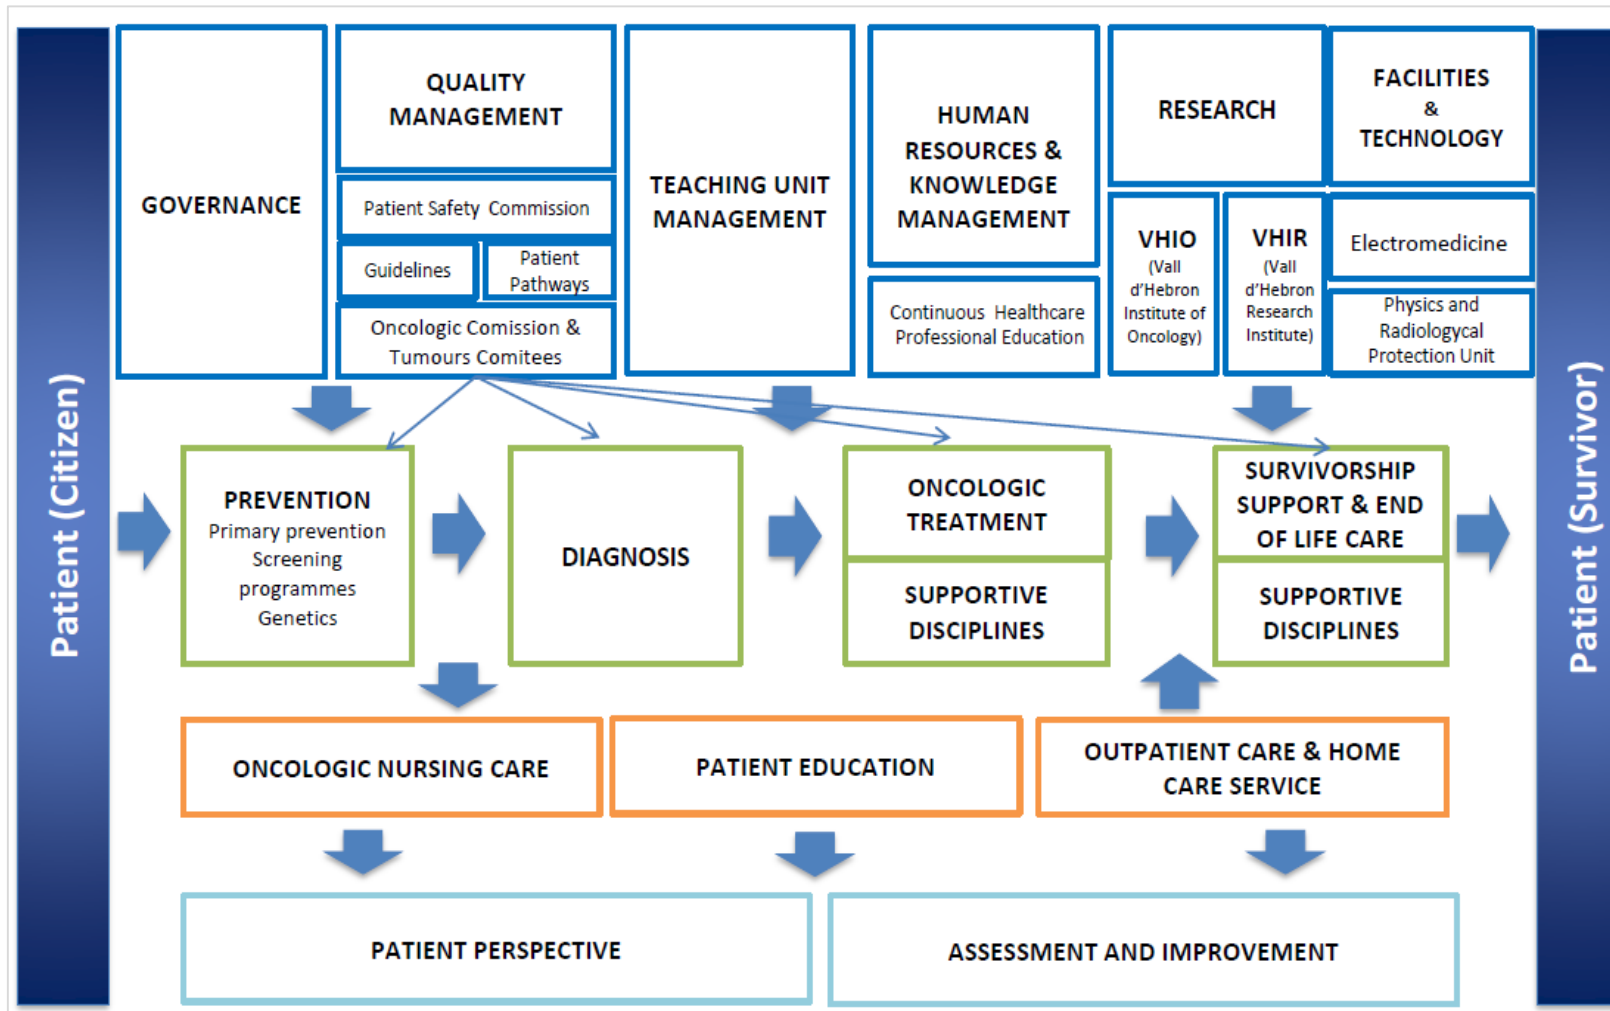 Patient (Citizen)
GOVERNANCE
QUALITY
MANAGEMENT
Patient Safety Commission
Guidelines
Patient
Pathways
Oncologic Comission &
Tumours Comitees
TEACHING UNIT
MANAGEMENT
HUMAN
RESOURCES &
KNOWLEDGE
MANAGEMENT
Continuous Healthcare
Professional Education
RESEARCH
VHIO
(Vall
d'Hebron
Institute of
Oncology)
VHIR
(Vall
d'Hebron
Research
Institute)
FACILITIES
&
TECHNOLOGY
Electromedicine
Physics and
Radiologycal
Protection Unit
PREVENTION
Primary prevention
Screening
programmes
Genetics
DIAGNOSIS
ONCOLOGIC
TREATMENT
SUPPORTIVE
DISCIPLINES
SURVIVORSHIP
SUPPORT & END
OF LIFE CARE
SUPPORTIVE
DISCIPLINES
ONCOLOGIC NURSING CARE
PATIENT EDUCATION
OUTPATIENT CARE & HOME
CARE SERVICE
PATIENT PERSPECTIVE
ASSESSMENT AND IMPROVEMENT
Patient (Survivor)